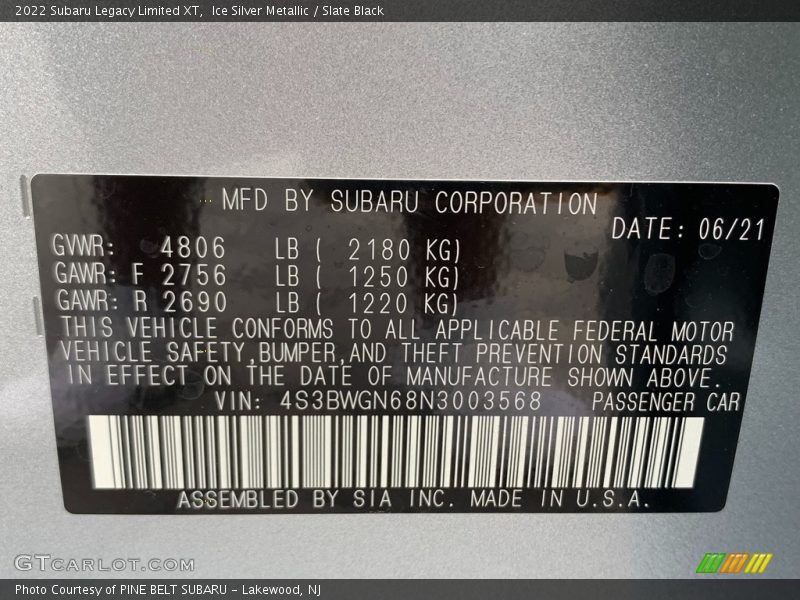 2022 Subaru Legacy Limited XT,  Ice Silver Metallic / Slate Black
MFD BY SUBARU CORPORATION
DATE: 06/21
GVWR: 4806 LB ( 2180 KG)
GAWR: F 2756 LB ( 1250 KG)
GAWR: R 2690 LB ( 1220 KG)
THIS VEHICLE CONFORMS TO ALL APPLICABLE FEDERAL MOTOR
VEHICLE SAFETY,BUMPER,AND THEFT PREVENTION STANDARDS
IN EFFECT ON THE DATE OF MANUFACTURE SHOWN ABOVE.
VIN: 4S3BWGN68N3003568 PASSENGER CAR
ASSEMBLED BY SIA INC. MADE IN U.S.A.
GTCARLOT.COM
Photo Courtesy of PINE BELT SUBARU - Lakewood, NJ